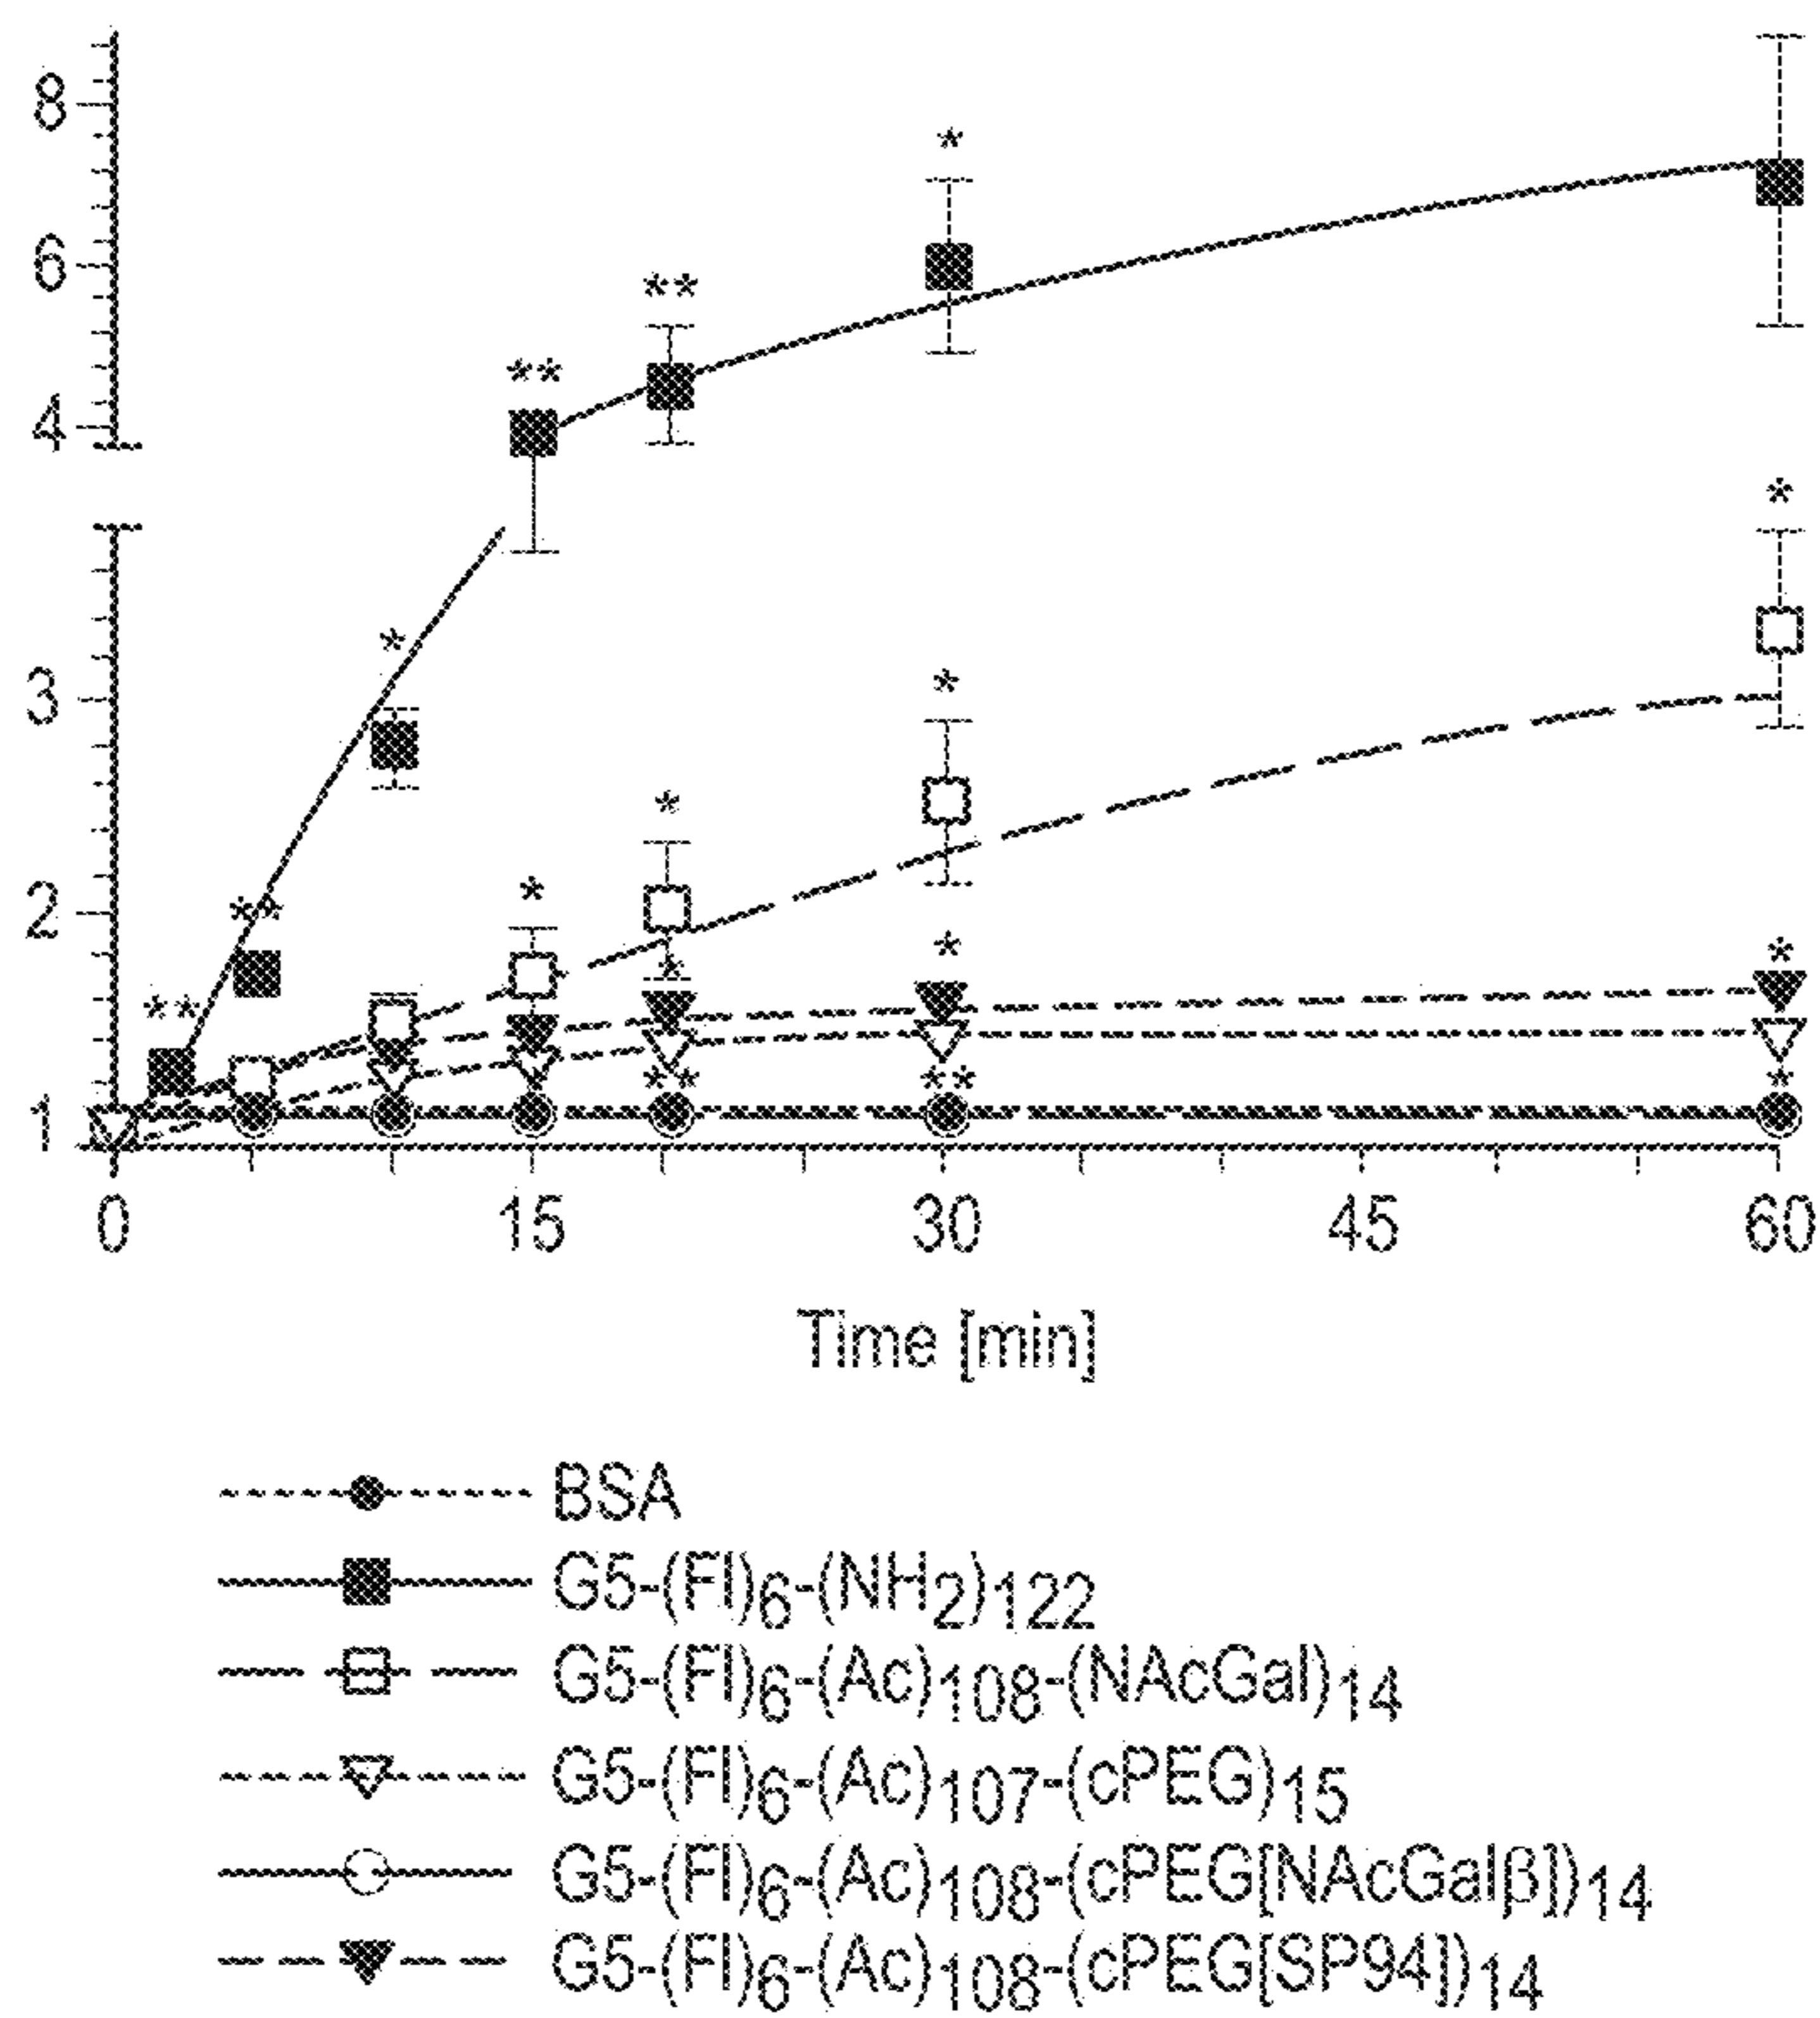 8
*
6
**
**
4
*
*
3
*
*
*
2
**
*
*
*
*
**
**
**
*
1
0 15 30 45 60
Time [min]
BSA
G5-(Fl)6-(NH2)122
G5-(Fl)6-(Ac)108-(NAcGal)14
G5-(Fl)6-(Ac)107-(cPEG)15
G5-(Fl)6-(Ac)108-(cPEG[NAcGalβ])14
G5-(Fl)6-(Ac)108-(cPEG[SP94])14